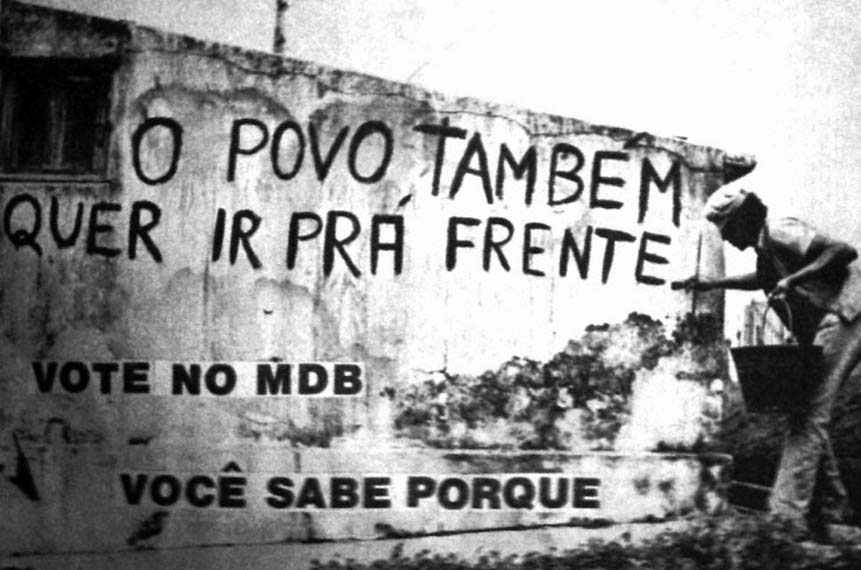 O POVO TAMBEM
QUER IR PRÁ FRENTE
VOTE NO MDB
VOCÊ SABE PORQUE